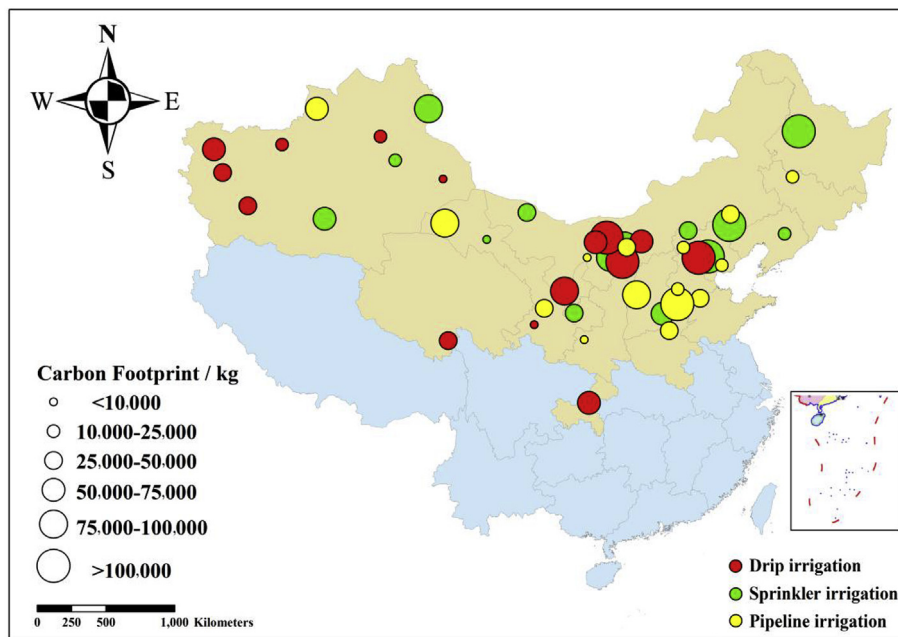 N
W E
S
Carbon Footprint / kg
<10,000
10,000-25,000
25,000-50,000
50,000-75,000
75,000-100,000
>100,000
0 250 500 1,000 Kilometers
Drip irrigation
Sprinkler irrigation
Pipeline irrigation